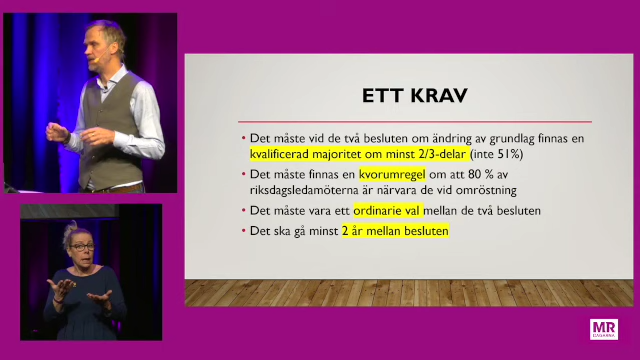 ETT KRAV
• Det måste vid de två besluten om ändring av grundlag finnas en
kvalificerad majoritet om minst 2/3-delar (inte 51%)
• Det måste finnas en kvorumregel om att 80 % av
riksdagsledamöterna är närvara de vid omröstning
• Det måste vara ett ordinarie val mellan de två besluten
• Det ska gå minst 2 år mellan besluten
MR
DAGARNA